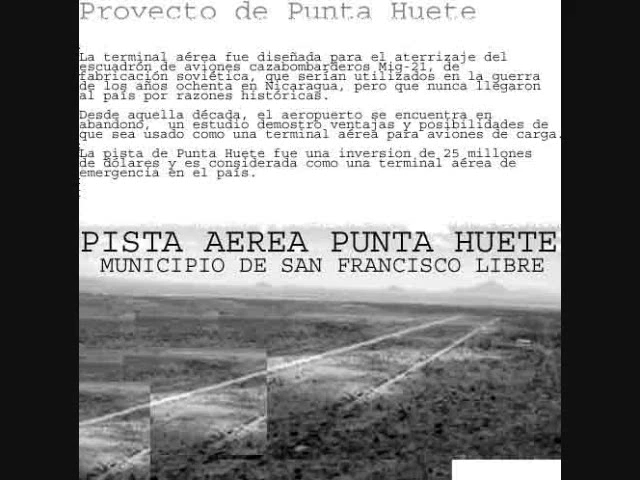 Proyecto de Punta Huete
La terminal aérea fue diseñada para el aterrizaje del
escuadrón de aviones cazabombarderos Mig-21, de
fabricación soviética, que serían utilizados en la guerra
de los años ochenta en Nicaragua, pero que nunca llegaron
al país por razones históricas.
Desde aquella década, el aeropuerto se encuentra en
abandono, un estudio demostro ventajas y posibilidades de
que sea usado como una terminal aérea para aviones de carga.
La pista de Punta Huete fue una inversion de 25 millones
de dólares y es considerada como una terminal aérea de
emergencia en el país.
PISTA AEREA PUNTA HUETE
MUNICIPIO DE SAN FRANCISCO LIBRE